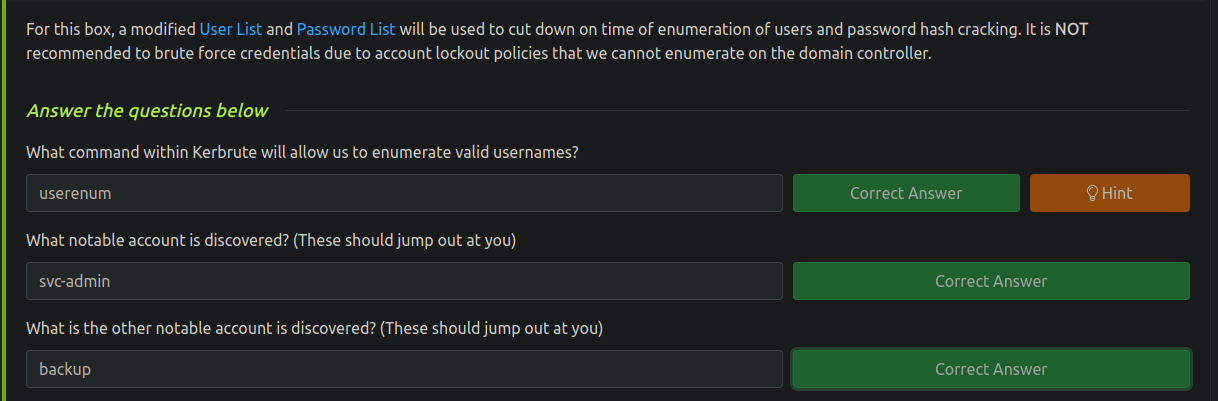 For this box, a modified User List and Password List will be used to cut down on time of enumeration of users and password hash cracking. It is NOT
recommended to brute force credentials due to account lockout policies that we cannot enumerate on the domain controller.
Answer the questions below
What command within Kerbrute will allow us to enumerate valid usernames?
userenum Correct Answer Hint
What notable account is discovered? (These should jump out at you)
svc-admin Correct Answer
What is the other notable account is discovered? (These should jump out at you)
backup Correct Answer